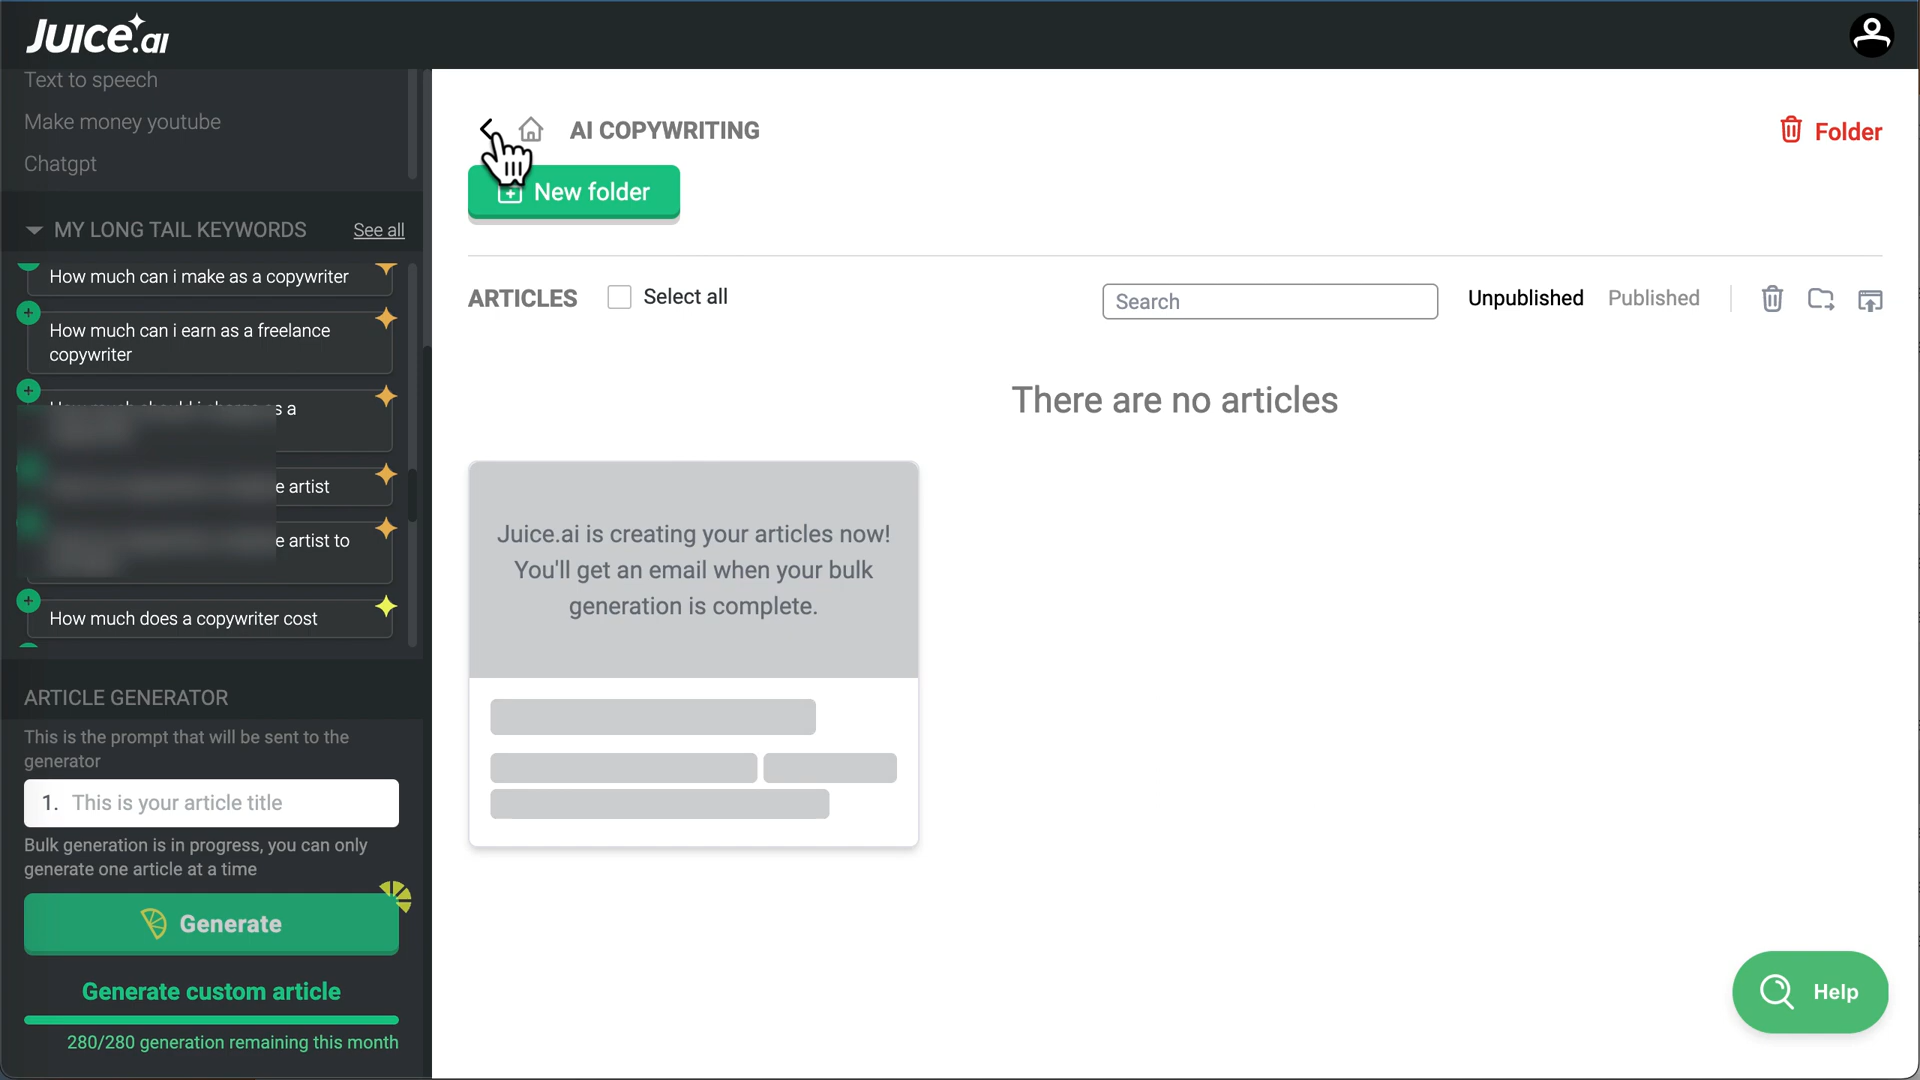 Juice.ai
Text to speech
Make money youtube
Chatgpt
MY LONG TAIL KEYWORDS See all
How much can i make as a copywriter
How much can i earn as a freelance
copywriter
s a
e artist
e artist to
How much does a copywriter cost
ARTICLE GENERATOR
This is the prompt that will be sent to the
generator
1. This is your article title
Bulk generation is in progress, you can only
generate one article at a time
Generate
Generate custom article
280/280 generation remaining this month
AI COPYWRITING
Folder
New folder
ARTICLES Select all
Search
Unpublished Published
There are no articles
Juice.ai is creating your articles now!
You'll get an email when your bulk
generation is complete.
Help